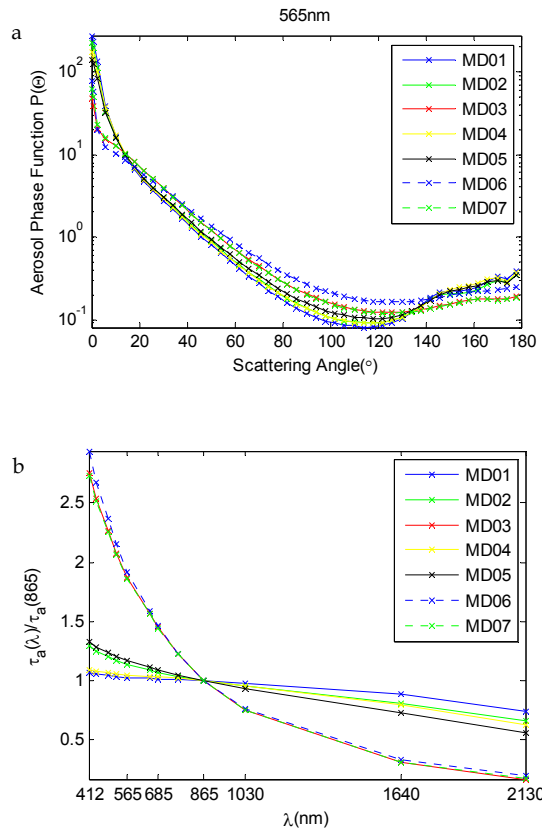 565nm
a
Aerosol Phase Function P(Θ)
10²
10¹
10⁰
10⁻¹
MD01
MD02
MD03
MD04
MD05
MD06
MD07
0 20 40 60 80 100 120 140 160 180
Scattering Angle(°)
b
τa(λ)/τa(865)
2.5
2
1.5
1
0.5
MD01
MD02
MD03
MD04
MD05
MD06
MD07
412 565 685 865 1030 1640 2130
λ(nm)